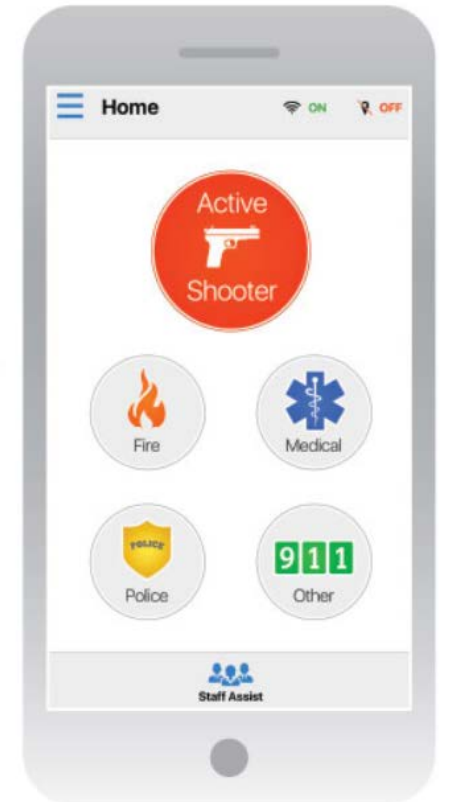 Home
ON
OFF
Active
Shooter
Fire
Medical
POLICE
Police
911
Other
Staff Assist